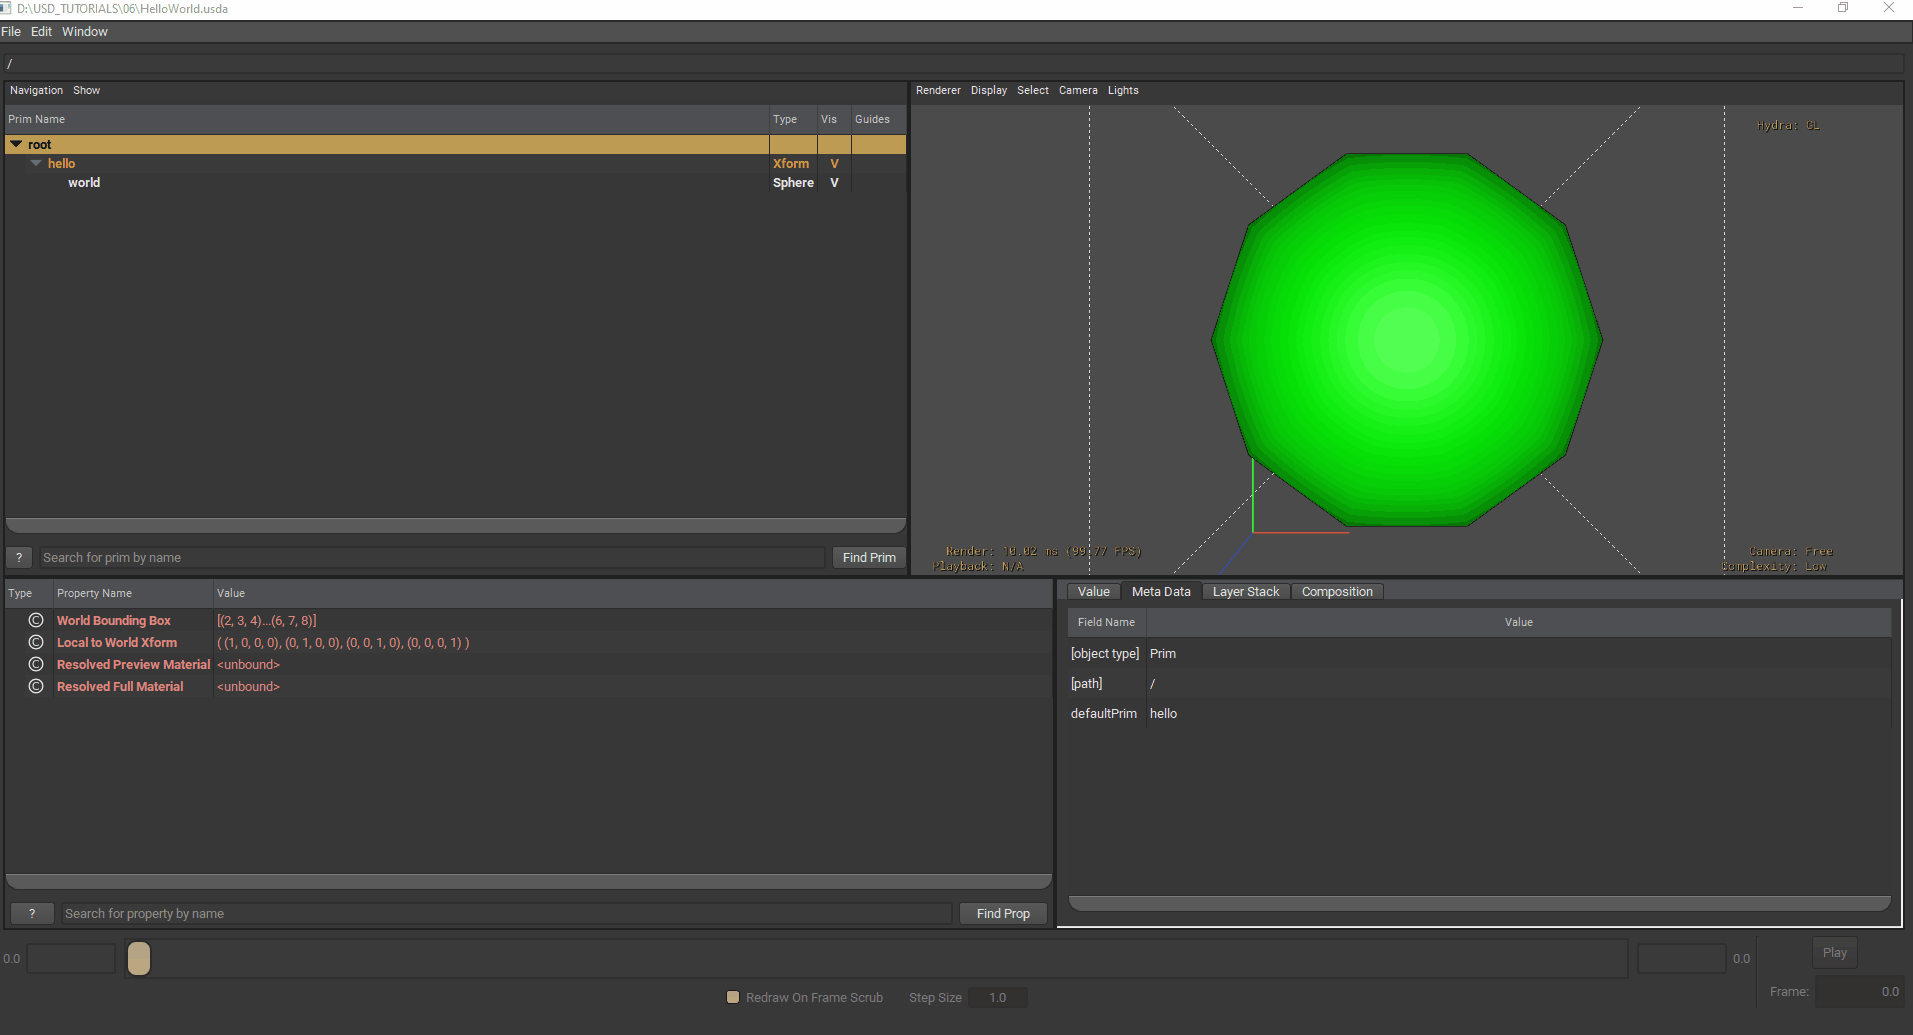 D:\USD_TUTORIALS\06\HelloWorld.usda
File Edit Window
/
Navigation Show
Prim Name Type Vis Guides
root
hello Xform V
world Sphere V
? Search for prim by name Find Prim
Renderer Display Select Camera Lights
Hydra: GL
Render: 10.02 ms (99.77 FPS)
Playback: N/A
Camera: Free
Complexity: Low
Type Property Name Value
© World Bounding Box [(2, 3, 4)...(6, 7, 8)]
© Local to World Xform ( (1, 0, 0, 0), (0, 1, 0, 0), (0, 0, 1, 0), (0, 0, 0, 1) )
© Resolved Preview Material <unbound>
© Resolved Full Material <unbound>
? Search for property by name Find Prop
Value Meta Data Layer Stack Composition
Field Name Value
[object type] Prim
[path] /
defaultPrim hello
0.0 0.0 Play
Redraw On Frame Scrub Step Size 1.0 Frame: 0.0